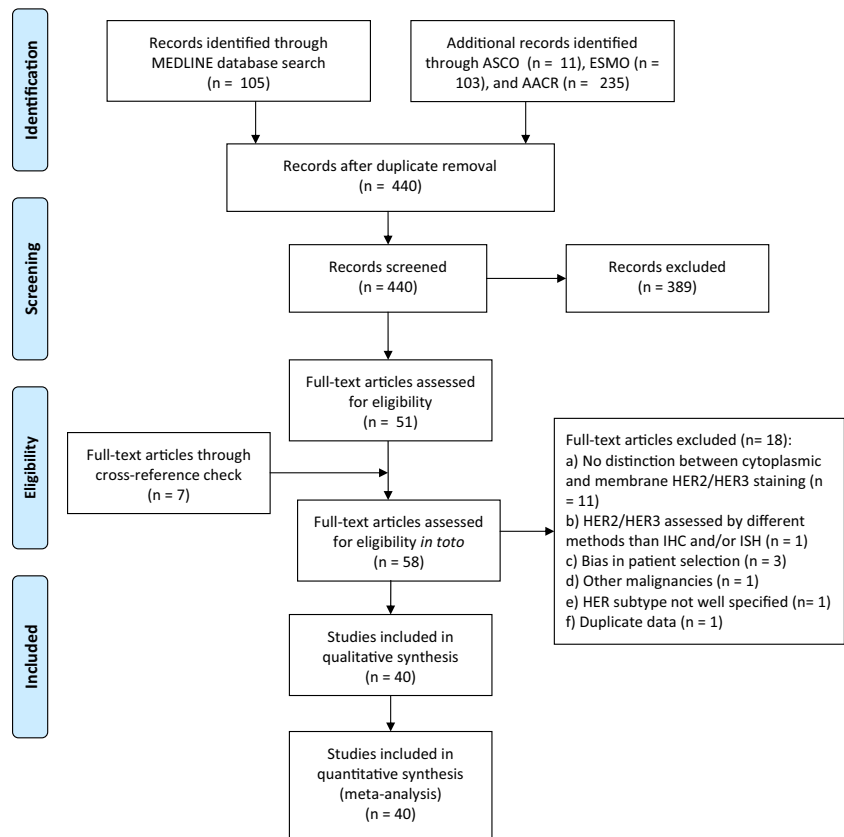 Identification
Records identified through
MEDLINE database search
(n = 105)
Additional records identified
through ASCO (n = 11), ESMO (n =
103), and AACR (n = 235)
Records after duplicate removal
(n = 440)
Screening
Records screened
(n = 440)
Records excluded
(n = 389)
Eligibility
Full-text articles assessed
for eligibility
(n = 51)
Full-text articles through
cross-reference check
(n = 7)
Full-text articles assessed
for eligibility in toto
(n = 58)
Full-text articles excluded (n= 18):
a) No distinction between cytoplasmic
and membrane HER2/HER3 staining (n
= 11)
b) HER2/HER3 assessed by different
methods than IHC and/or ISH (n = 1)
c) Bias in patient selection (n = 3)
d) Other malignancies (n = 1)
e) HER subtype not well specified (n= 1)
f) Duplicate data (n = 1)
Included
Studies included in
qualitative synthesis
(n = 40)
Studies included in
quantitative synthesis
(meta-analysis)
(n = 40)